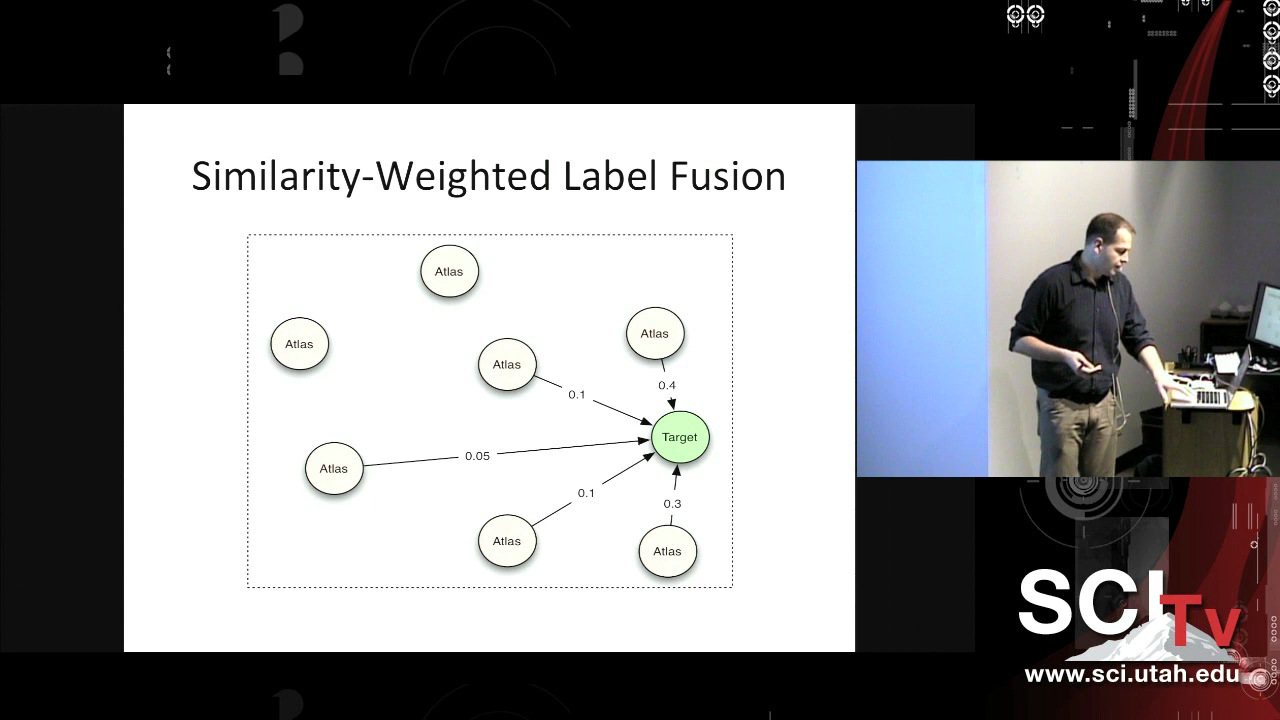 Similarity-Weighted Label Fusion
Atlas
Atlas
Atlas
Atlas
0.4
0.1
Target
0.05
Atlas
0.1
0.3
Atlas
Atlas
SCI
Tv
www.sci.utah.edu